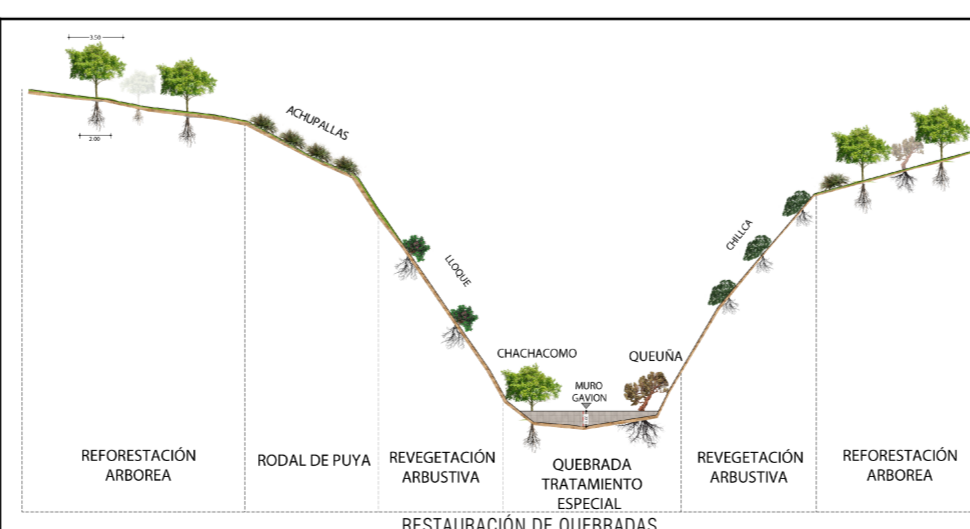 3.50
2.00
ACHUPALLAS
LLOQUE
CHILLCA
CHACHACOMO
QUEUÑA
MURO
GAVION
REFORESTACIÓN
ARBOREA
RODAL DE PUYA
REVEGETACIÓN
ARBUSTIVA
QUEBRADA
TRATAMIENTO
ESPECIAL
REVEGETACIÓN
ARBUSTIVA
REFORESTACIÓN
ARBOREA
RESTAURACIÓN DE QUEBRADAS